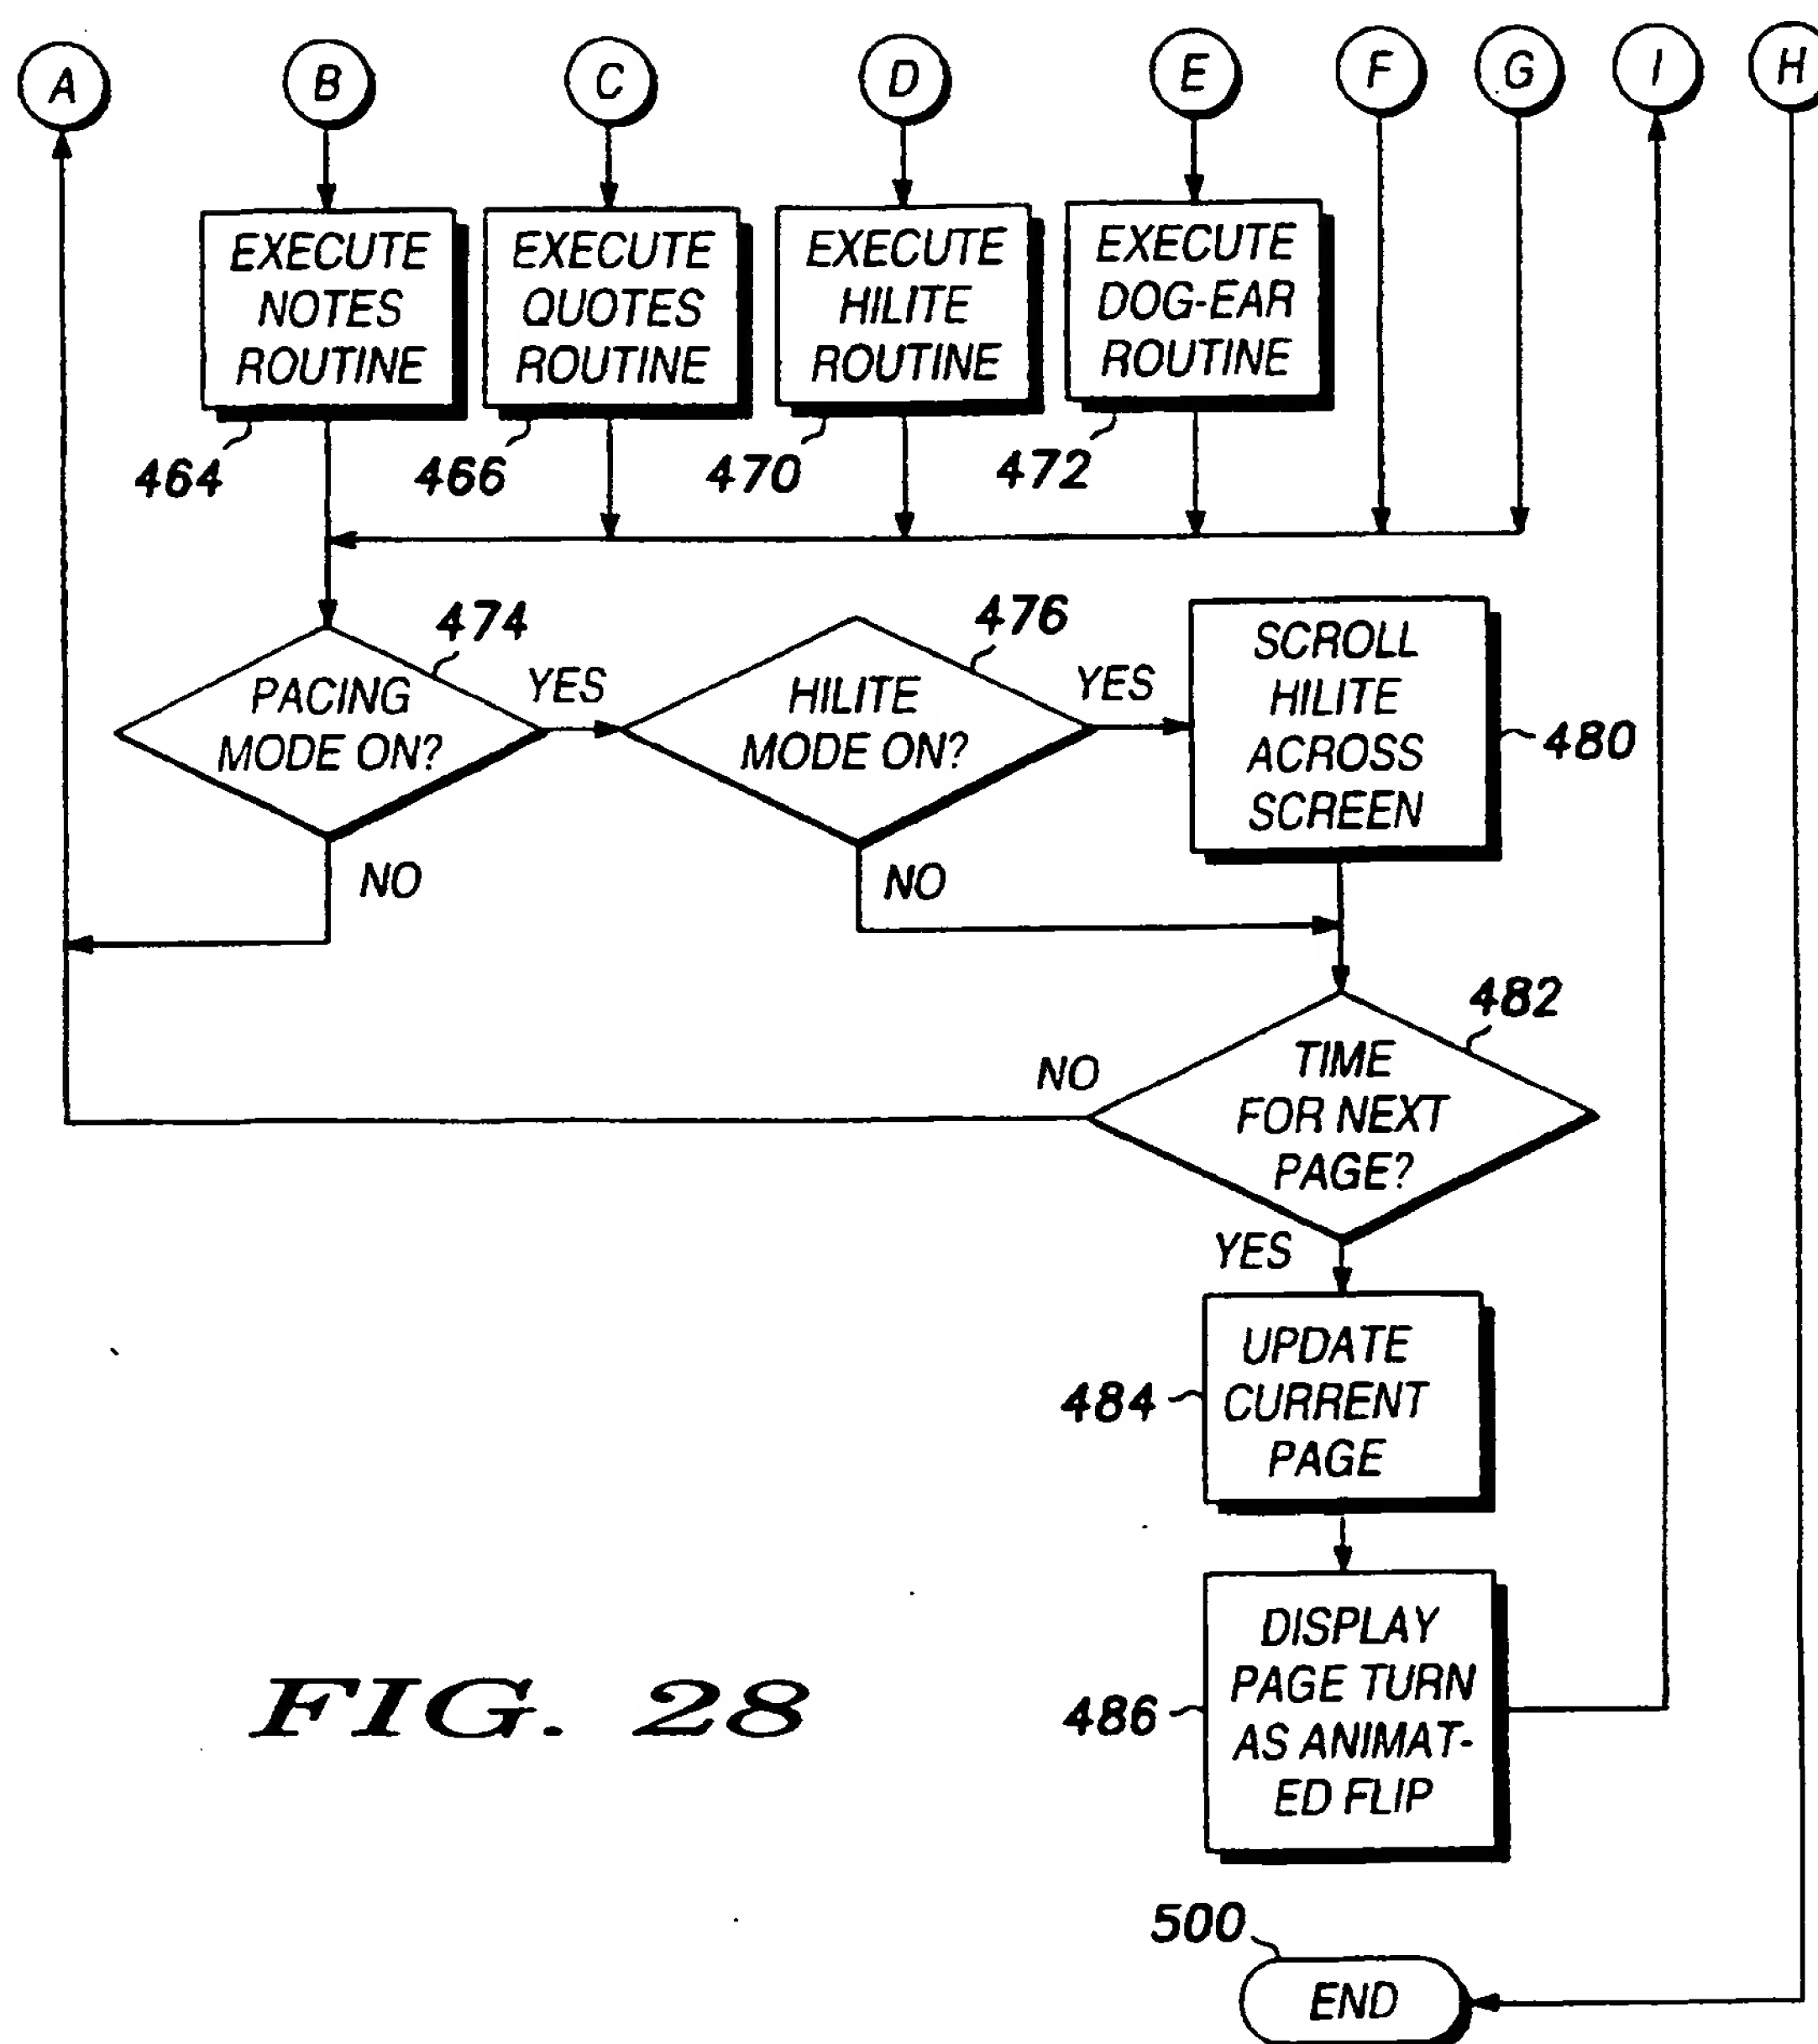 A B C D E F G I H
EXECUTE
NOTES
ROUTINE
EXECUTE
QUOTES
ROUTINE
EXECUTE
HILITE
ROUTINE
EXECUTE
DOG-EAR
ROUTINE
464
466
470
472
474
476
PACING
MODE ON?
YES
HILITE
MODE ON?
YES
SCROLL
HILITE
ACROSS
SCREEN
480
NO
NO
482
NO
TIME
FOR NEXT
PAGE?
YES
484
UPDATE
CURRENT
PAGE
486
DISPLAY
PAGE TURN
AS ANIMAT-
ED FLIP
FIG. 28
500
END